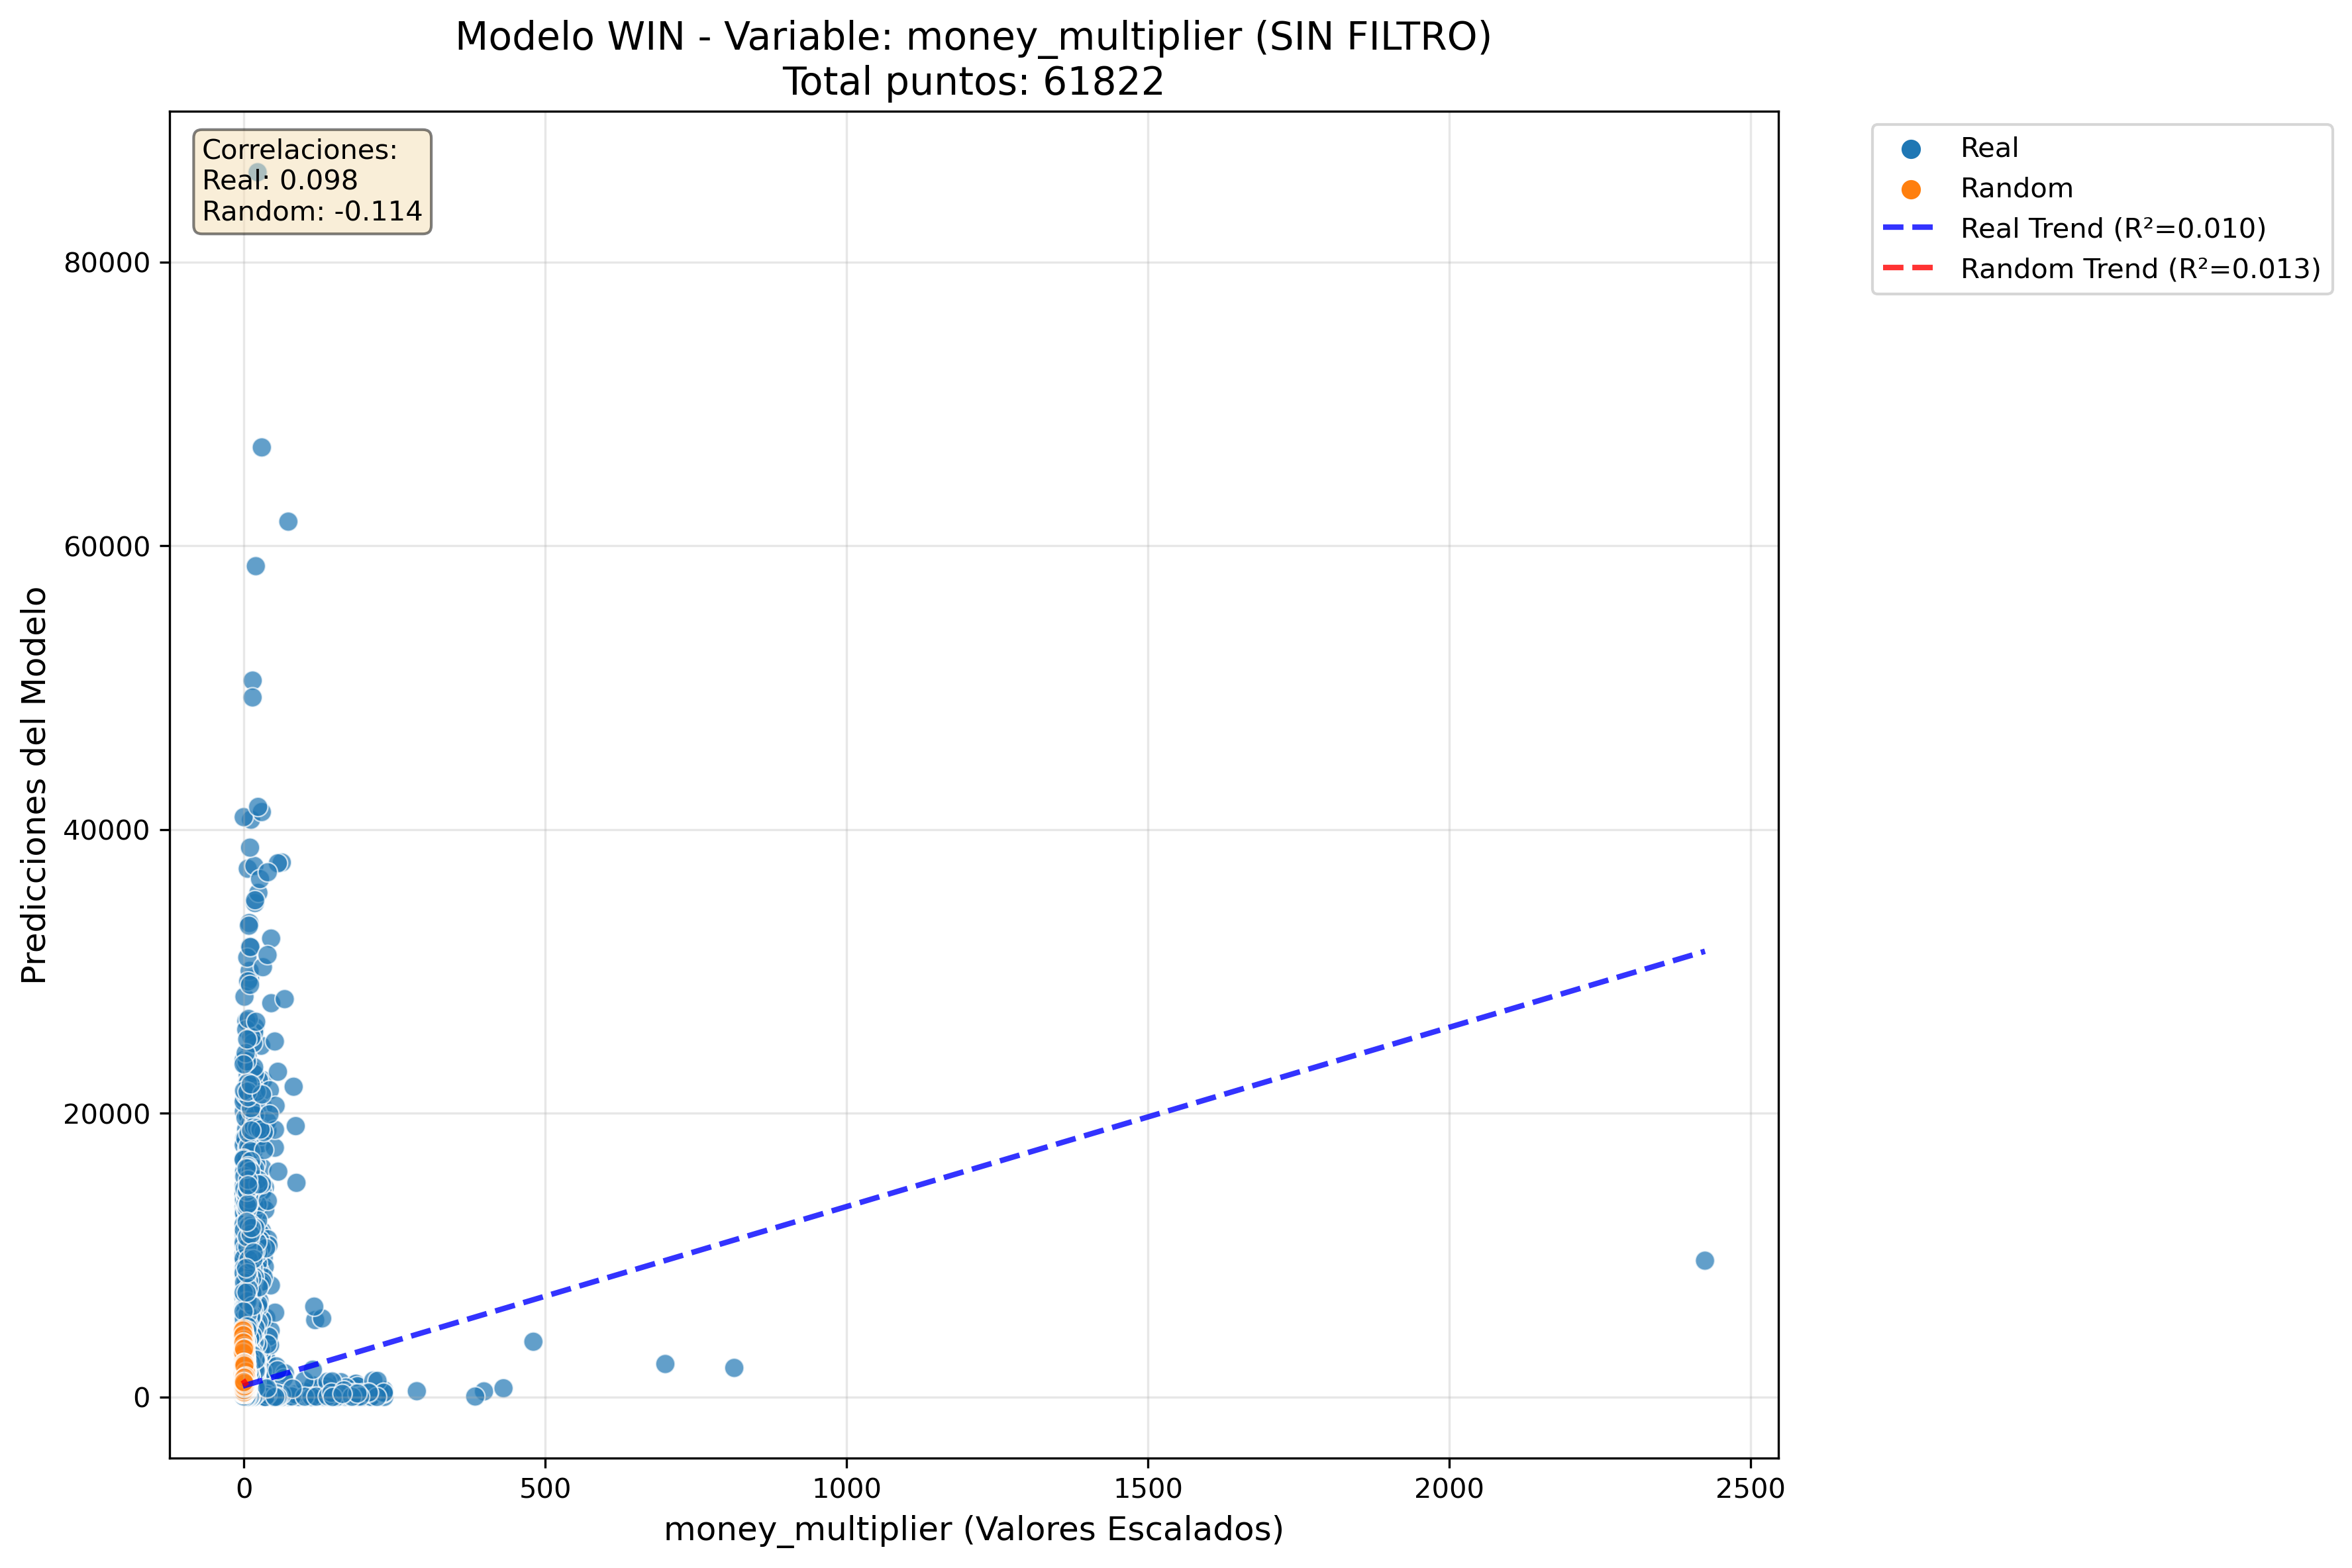 Modelo WIN - Variable: money_multiplier (SIN FILTRO)
Total puntos: 61822
Correlaciones:
Real: 0.098
Random: -0.114
Real
Random
Real Trend (R²=0.010)
Random Trend (R²=0.013)
Predicciones del Modelo
80000
60000
40000
20000
0
0
500
1000
1500
2000
2500
money_multiplier (Valores Escalados)